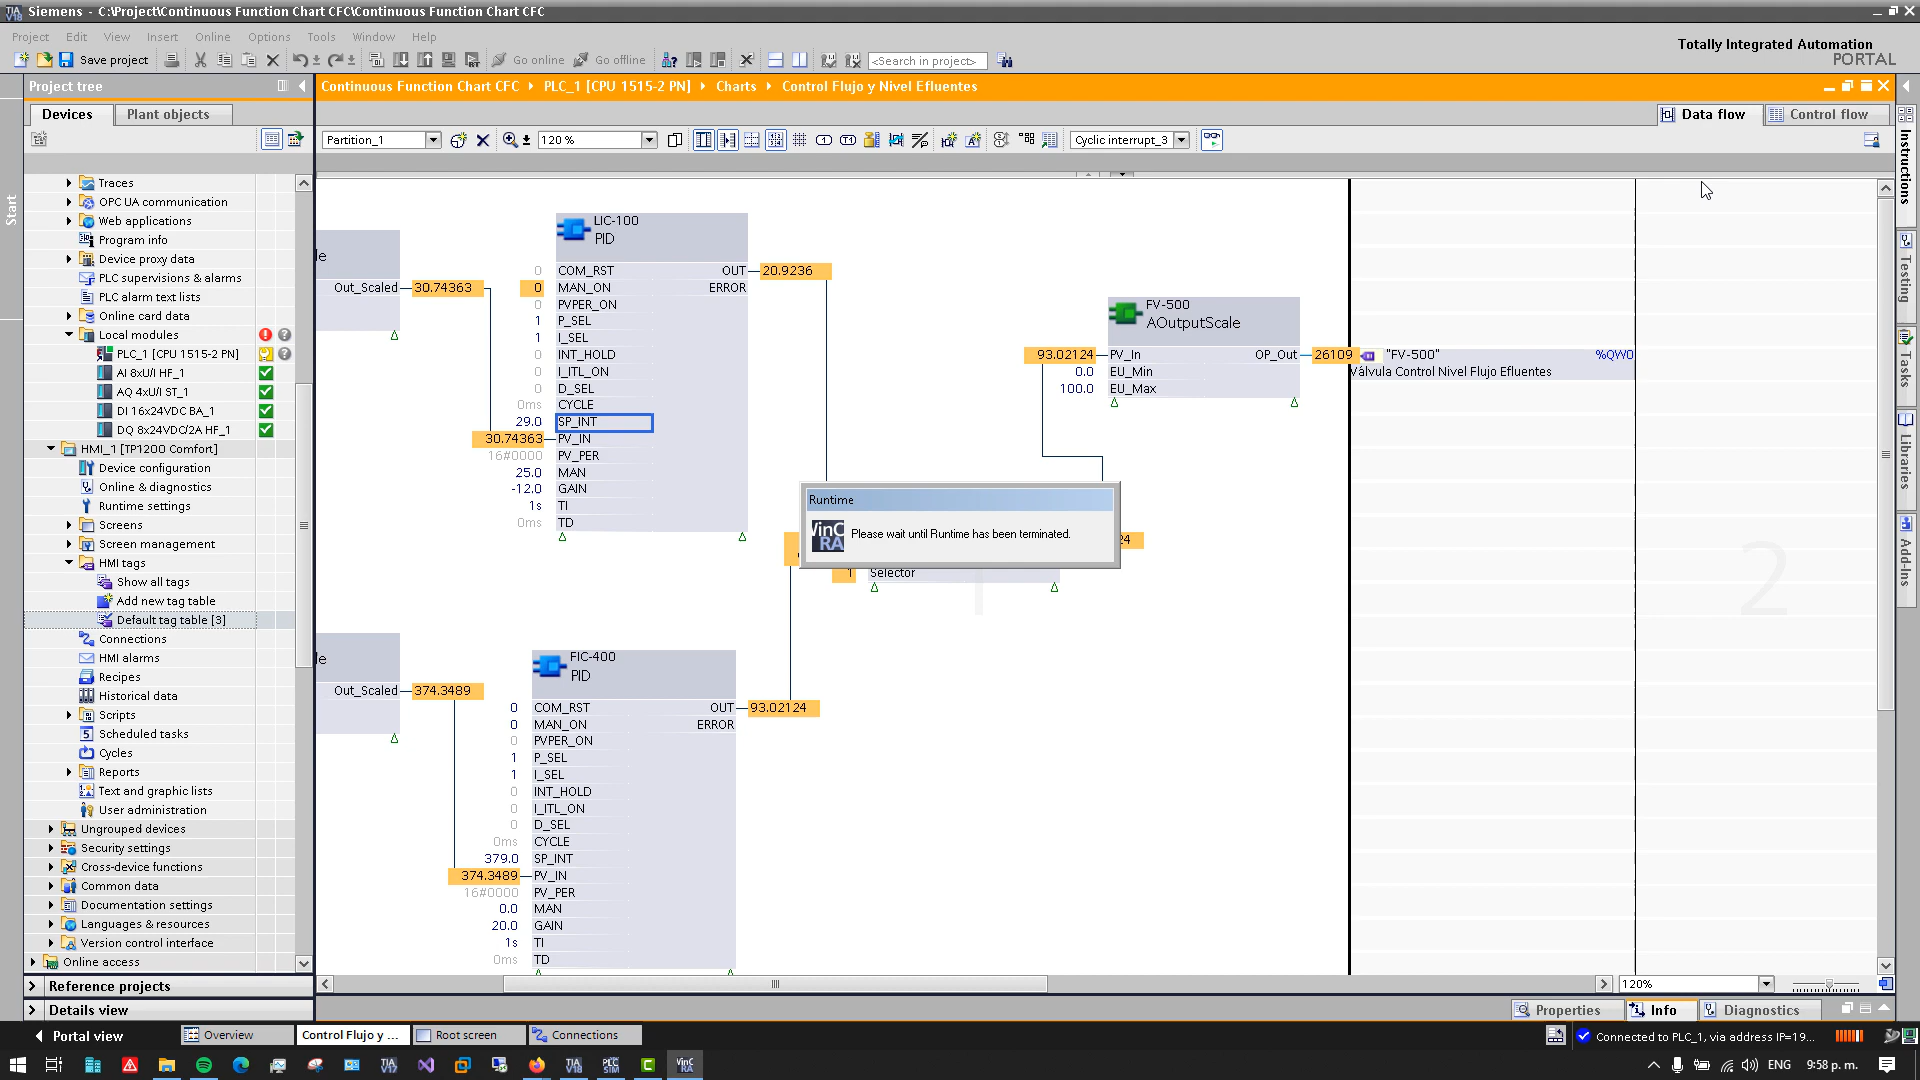 Siemens - C:\Project\Continuous Function Chart CFC\Continuous Function Chart CFC
Project Edit View Insert Online Options Tools Window Help
Totally Integrated Automation
PORTAL
Save project
Go online
Go offline
<Search in project>
Project tree
Continuous Function Chart CFC
PLC_1 [CPU 1515-2 PN]
Charts
Control Flujo y Nivel Efluentes
Devices
Plant objects
Data flow
Control flow
Partition_1
120 %
Cyclic interrupt_3
Start
Traces
OPC UA communication
Web applications
Program info
Device proxy data
PLC supervisions & alarms
PLC alarm text lists
Online card data
Local modules
PLC_1 [CPU 1515-2 PN]
AI 8xU/I HF_1
AQ 4xU/I ST_1
DI 16x24VDC BA_1
DQ 8x24VDC/2A HF_1
HMI_1 [TP1200 Comfort]
Device configuration
Online & diagnostics
Runtime settings
Screens
Screen management
HMI tags
Show all tags
Add new tag table
Default tag table [3]
Connections
HMI alarms
Recipes
Historical data
Scripts
Scheduled tasks
Cycles
Reports
Text and graphic lists
User administration
Ungrouped devices
Security settings
Cross-device functions
Common data
Documentation settings
Languages & resources
Version control interface
Online access
Reference projects
Details view
le
Out_Scaled 30.74363
LIC-100
PID
0 COM_RST OUT 20.9236
0 MAN_ON ERROR
0 PVPER_ON
1 P_SEL
1 I_SEL
0 INT_HOLD
0 I_ITL_ON
0 D_SEL
0ms CYCLE
29.0 SP_INT
30.74363 PV_IN
16#0000 PV_PER
25.0 MAN
-12.0 GAIN
1s TI
0ms TD
FV-500
AOutputScale
93.02124 PV_In OP_Out 26109 "FV-500" %QW0
0.0 EU_Min
Válvula Control Nivel Flujo Efluentes
100.0 EU_Max
Runtime
WinC
RA
Please wait until Runtime has been terminated.
24
1 Selector
1
2
le
Out_Scaled 374.3489
FIC-400
PID
0 COM_RST OUT 93.02124
0 MAN_ON ERROR
0 PVPER_ON
1 P_SEL
1 I_SEL
0 INT_HOLD
0 I_ITL_ON
0 D_SEL
0ms CYCLE
379.0 SP_INT
374.3489 PV_IN
16#0000 PV_PER
0.0 MAN
20.0 GAIN
1s TI
0ms TD
Instructions
Testing
Tasks
Libraries
Add-Ins
120%
Properties
Info
Diagnostics
Portal view
Overview
Control Flujo y ...
Root screen
Connections
Connected to PLC_1, via address IP=19...
ENG
9:58 p. m.